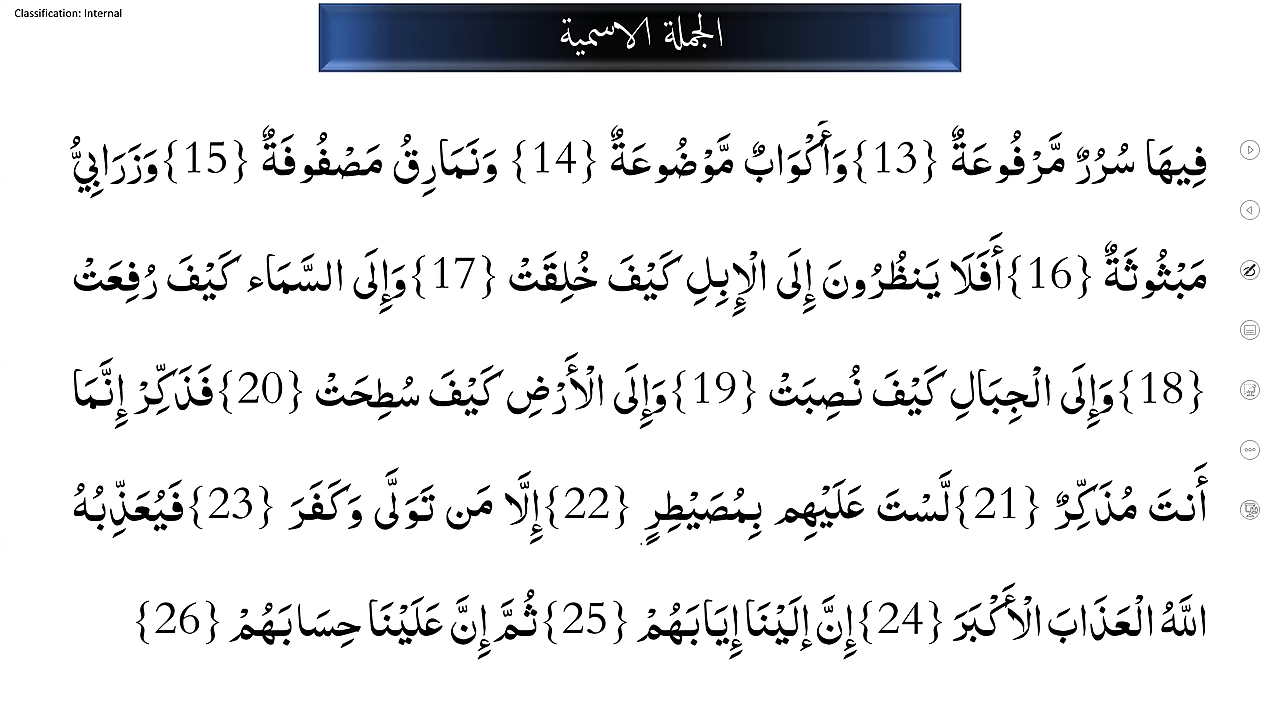 Classification: Internal
الجملة الاسمية
فِيهَا سُرُرٌ مَّرْفُوعَةٌ {13}وَأَكْوَابٌ مَّوْضُوعَةٌ {14} وَنَمَارِقُ مَصْفُوفَةٌ {15}وَزَرَابِيُّ
مَبْثُوثَةٌ {16}أَفَلَا يَنظُرُونَ إِلَى الْإِبِلِ كَيْفَ خُلِقَتْ {17}وَإِلَى السَّمَاء كَيْفَ رُفِعَتْ
{18}وَإِلَى الْجِبَالِ كَيْفَ نُصِبَتْ {19}وَإِلَى الْأَرْضِ كَيْفَ سُطِحَتْ {20}فَذَكِّرْ إِنَّمَا
أَنتَ مُذَكِّرٌ {21}لَّسْتَ عَلَيْهِم بِمُصَيْطِرٍ {22}إِلَّا مَن تَوَلَّى وَكَفَرَ {23}فَيُعَذِّبُهُ
اللَّهُ الْعَذَابَ الْأَكْبَرَ {24}إِنَّ إِلَيْنَا إِيَابَهُمْ {25}ثُمَّ إِنَّ عَلَيْنَا حِسَابَهُمْ {26}